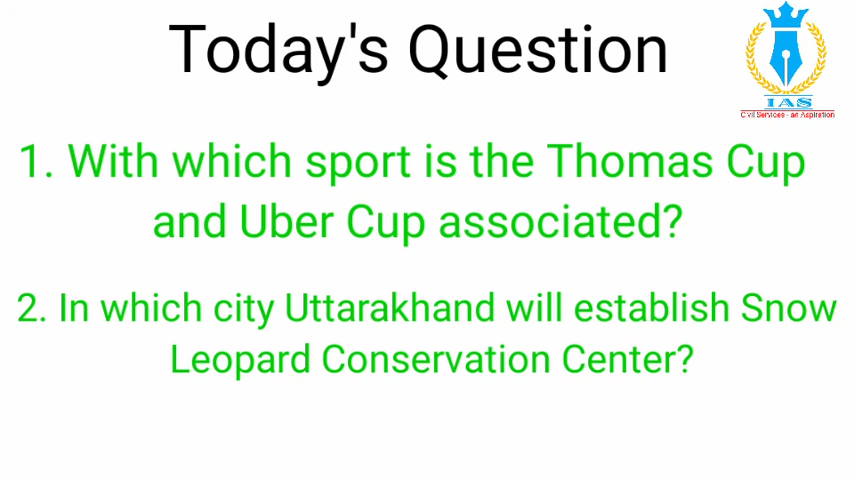 Today's Question
IAS
Civil Services - an Aspiration
1. With which sport is the Thomas Cup
and Uber Cup associated?
2. In which city Uttarakhand will establish Snow
Leopard Conservation Center?